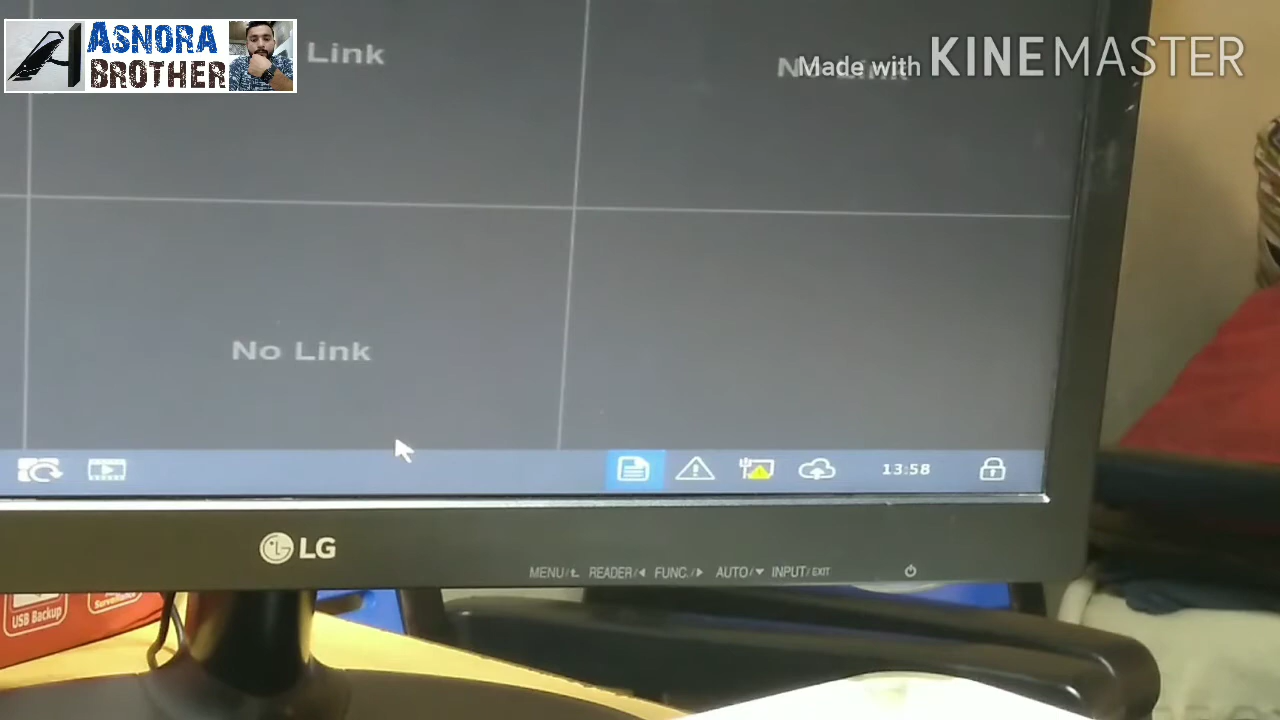 ASNORA
BROTHER
Link
Made with KINEMASTER
No Link
13:58
LG
MENU/ READER/ FUNC./ AUTO/ INPUT/EXIT
USB Backup
Surveillance